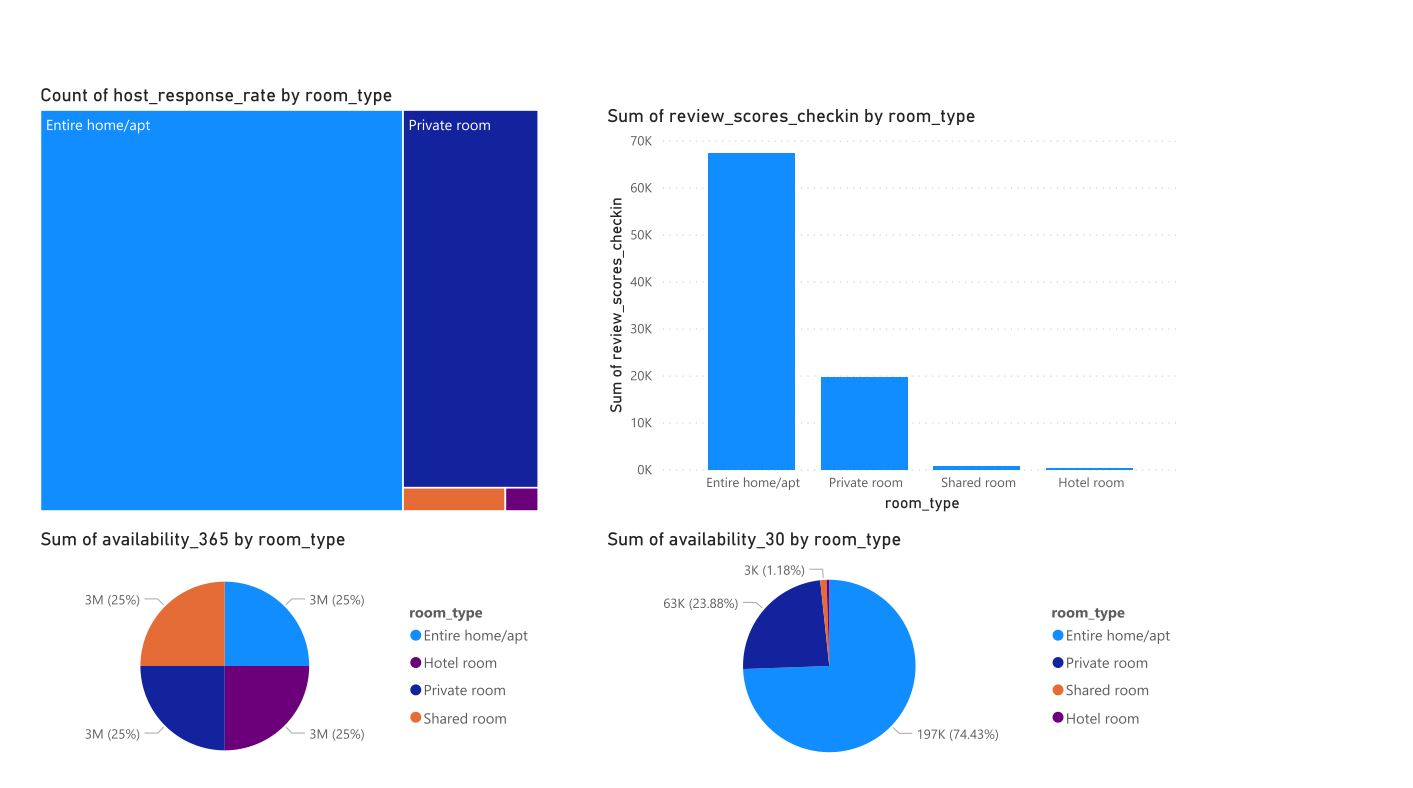 Count of host_response_rate by room_type
Entire home/apt
Private room
Sum of review_scores_checkin by room_type
70K
60K
50K
40K
30K
20K
10K
0K
Sum of review_scores_checkin
Entire home/apt
Private room
Shared room
Hotel room
room_type
Sum of availability_365 by room_type
3M (25%)
3M (25%)
3M (25%)
3M (25%)
room_type
Entire home/apt
Hotel room
Private room
Shared room
Sum of availability_30 by room_type
3K (1.18%)
63K (23.88%)
197K (74.43%)
room_type
Entire home/apt
Private room
Shared room
Hotel room